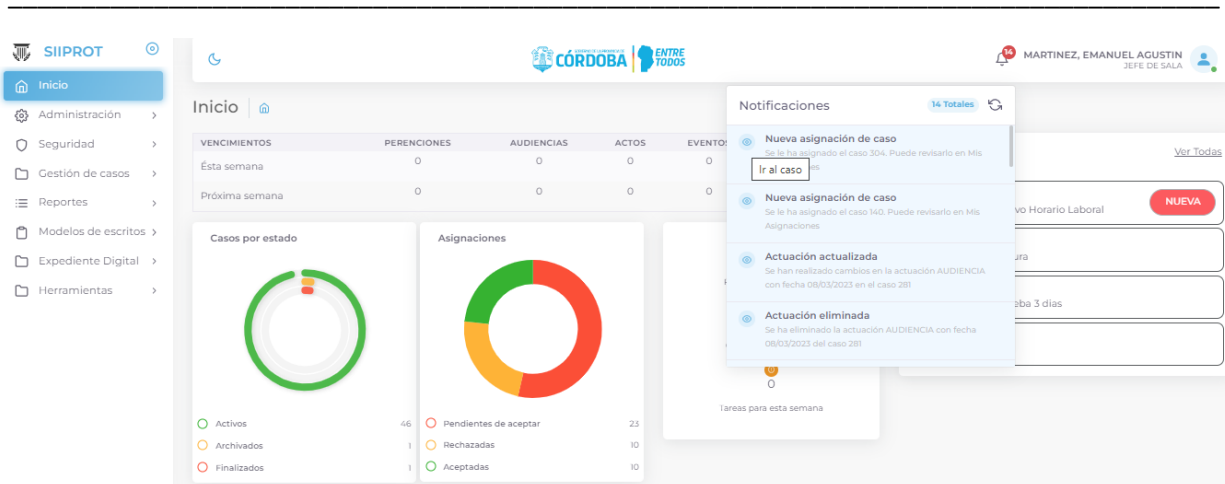 SIIPROT
GOBIERNO DE LA PROVINCIA DE
CÓRDOBA
ENTRE
TODOS
14
MARTINEZ, EMANUEL AGUSTIN
JEFE DE SALA
Inicio
Administración
Seguridad
Gestión de casos
Reportes
Modelos de escritos
Expediente Digital
Herramientas
Inicio
VENCIMIENTOS PERENCIONES AUDIENCIAS ACTOS EVENTOS
Ésta semana 0 0 0 0
Próxima semana 0 0 0 0
Casos por estado
Activos 46
Archivados 1
Finalizados 1
Asignaciones
Pendientes de aceptar 23
Rechazadas 10
Aceptadas 10
Notificaciones 14 Totales
Nueva asignación de caso
Se le ha asignado el caso 304. Puede revisarlo en Mis
Ir al caso
Nueva asignación de caso
Se le ha asignado el caso 140. Puede revisarlo en Mis
Asignaciones
Actuación actualizada
Se han realizado cambios en la actuación AUDIENCIA
con fecha 08/03/2023 en el caso 281
Actuación eliminada
Se ha eliminado la actuación AUDIENCIA con fecha
08/03/2023 del caso 281
0
0
Tareas para esta semana
Ver Todas
vo Horario Laboral
NUEVA
ura
eba 3 dias